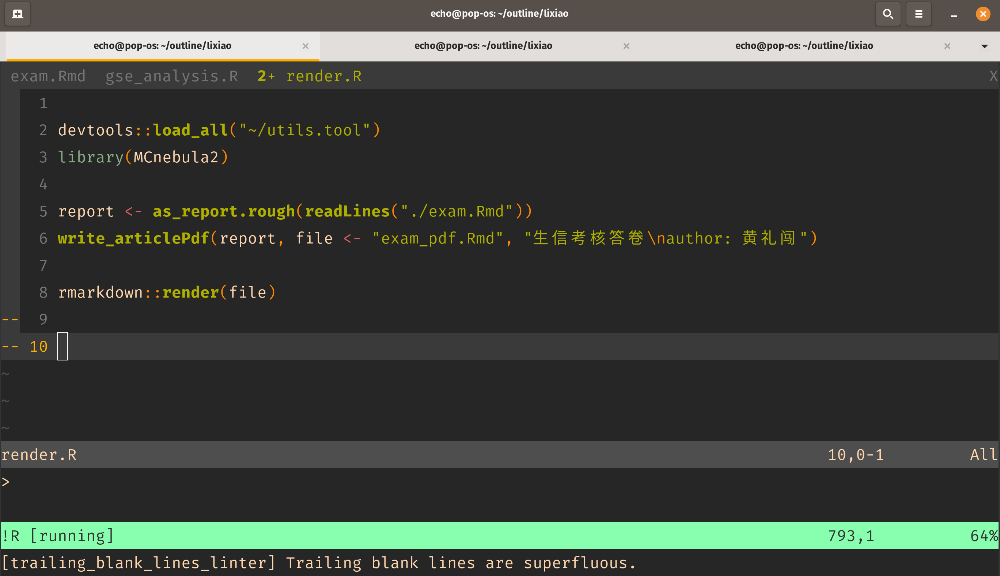 echo@pop-os: ~/outline/lixiao
echo@pop-os: ~/outline/lixiao × echo@pop-os: ~/outline/lixiao × echo@pop-os: ~/outline/lixiao ×
exam.Rmd gse_analysis.R 2+ render.R X
1
2 devtools::load_all("~/utils.tool")
3 library(MCnebula2)
4
5 report <- as_report.rough(readLines("./exam.Rmd"))
6 write_articlePdf(report, file <- "exam_pdf.Rmd", "生信考核答卷\nauthor: 黄礼闯")
7
8 rmarkdown::render(file)
-- 9
-- 10
~
~
~
render.R 10,0-1 All
>
!R [running] 793,1 64%
[trailing_blank_lines_linter] Trailing blank lines are superfluous.